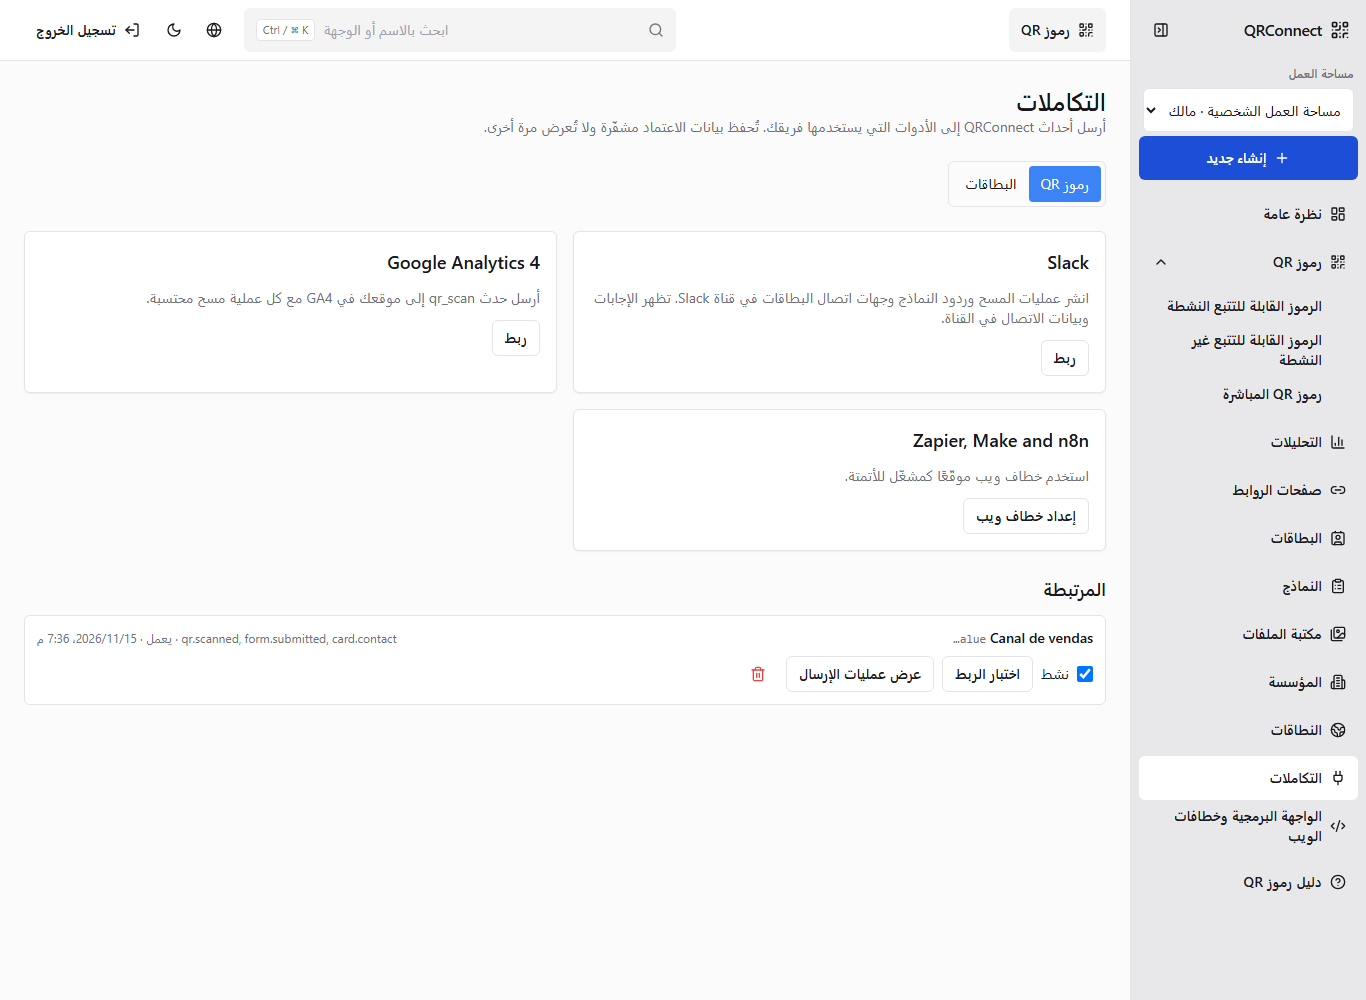 QRConnect
مساحة العمل
مساحة العمل الشخصية · مالك
+ إنشاء جديد
نظرة عامة
رموز QR
الرموز القابلة للتتبع النشطة
الرموز القابلة للتتبع غير
النشطة
رموز QR المباشرة
التحليلات
صفحات الروابط
البطاقات
النماذج
مكتبة الملفات
المؤسسة
النطاقات
التكاملات
الواجهة البرمجية وخطافات
الويب
دليل رموز QR
رموز QR
ابحث بالاسم أو الوجهة
Ctrl / ⌘ K
تسجيل الخروج
التكاملات
أرسل أحداث QRConnect إلى الأدوات التي يستخدمها فريقك. تُحفظ بيانات الاعتماد مشفّرة ولا تُعرض مرة أخرى.
رموز QR
البطاقات
Slack
انشر عمليات المسح وردود النماذج وجهات اتصال البطاقات في قناة Slack. تظهر الإجابات
وبيانات الاتصال في القناة.
ربط
Google Analytics 4
أرسل حدث qr_scan إلى موقعك في GA4 مع كل عملية مسح محتسبة.
ربط
Zapier, Make and n8n
استخدم خطاف ويب موقّعًا كمشغّل للأتمتة.
إعداد خطاف ويب
المرتبطة
Canal de vendas …alue
qr.scanned, form.submitted, card.contact · يعمل · 2026/11/15، 7:36 م
نشط
اختبار الربط
عرض عمليات الإرسال